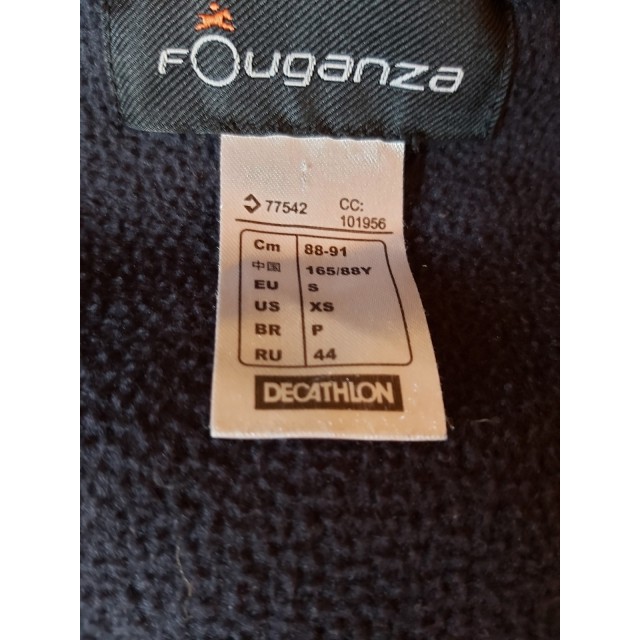 FOuganza
77542 CC:
101956
Cm 88-91
中国 165/88Y
EU S
US XS
BR P
RU 44
DECATHLON